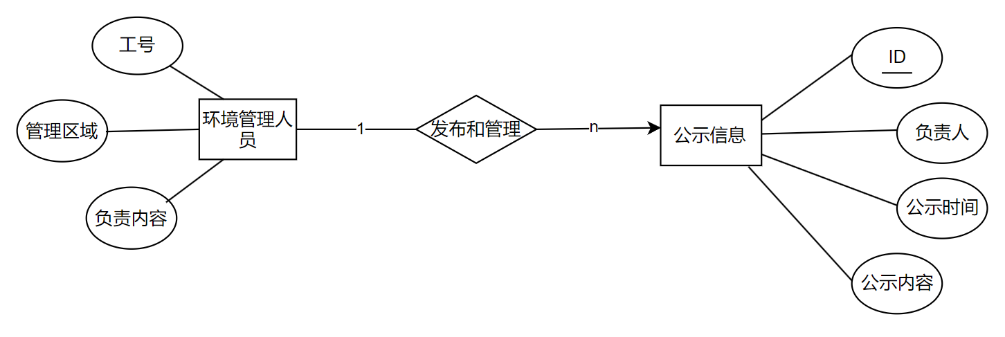 工号
管理区域
负责内容
环境管理人
员
1
发布和管理
n
公示信息
ID
负责人
公示时间
公示内容